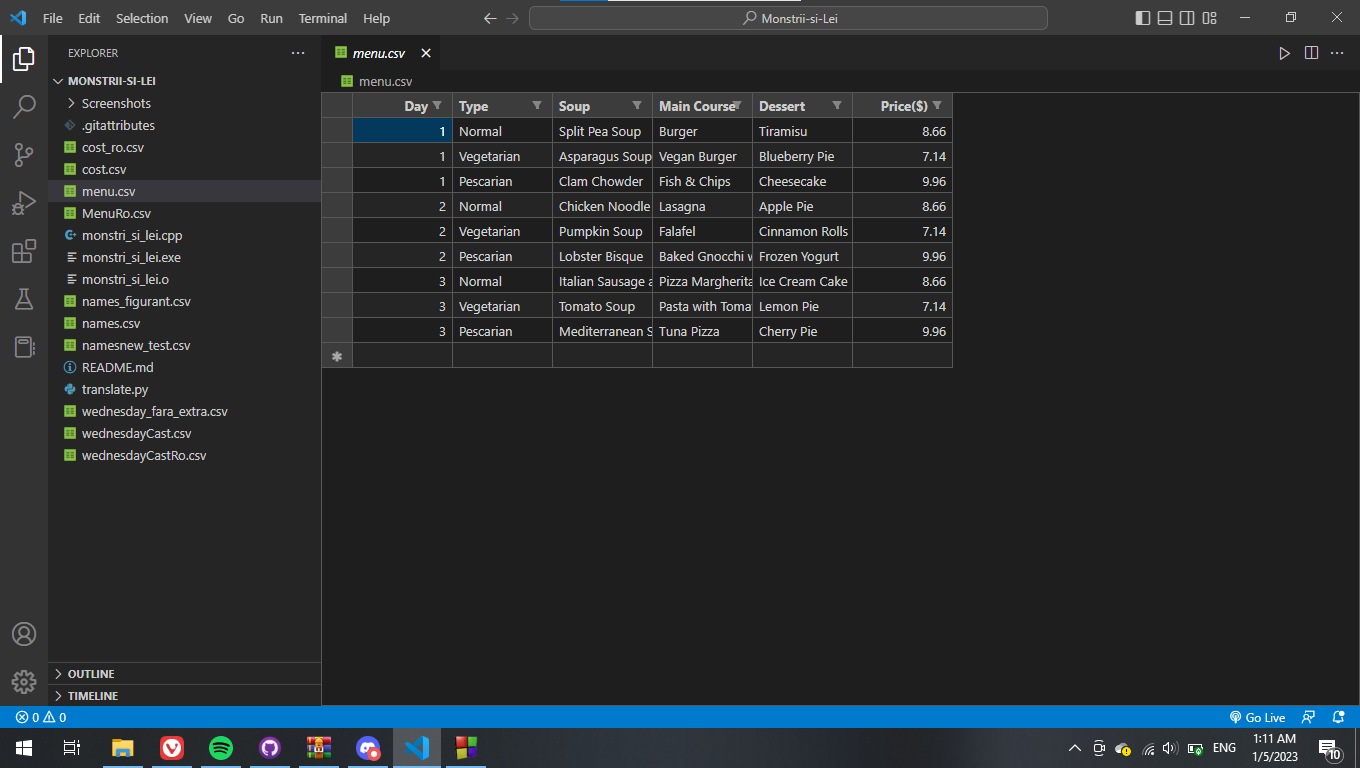 File Edit Selection View Go Run Terminal Help Monstrii-si-Lei
EXPLORER
MONSTRII-SI-LEI
Screenshots
.gitattributes
cost_ro.csv
cost.csv
menu.csv
MenuRo.csv
monstri_si_lei.cpp
monstri_si_lei.exe
monstri_si_lei.o
names_figurant.csv
names.csv
namesnew_test.csv
README.md
translate.py
wednesday_fara_extra.csv
wednesdayCast.csv
wednesdayCastRo.csv
OUTLINE
TIMELINE
menu.csv
menu.csv
Day Type Soup Main Course Dessert Price($)
1 Normal Split Pea Soup Burger Tiramisu 8.66
1 Vegetarian Asparagus Soup Vegan Burger Blueberry Pie 7.14
1 Pescarian Clam Chowder Fish & Chips Cheesecake 9.96
2 Normal Chicken Noodle Lasagna Apple Pie 8.66
2 Vegetarian Pumpkin Soup Falafel Cinnamon Rolls 7.14
2 Pescarian Lobster Bisque Baked Gnocchi w Frozen Yogurt 9.96
3 Normal Italian Sausage a Pizza Margherita Ice Cream Cake 8.66
3 Vegetarian Tomato Soup Pasta with Toma Lemon Pie 7.14
3 Pescarian Mediterranean S Tuna Pizza Cherry Pie 9.96
0 0 Go Live
ENG 1:11 AM
1/5/2023
10